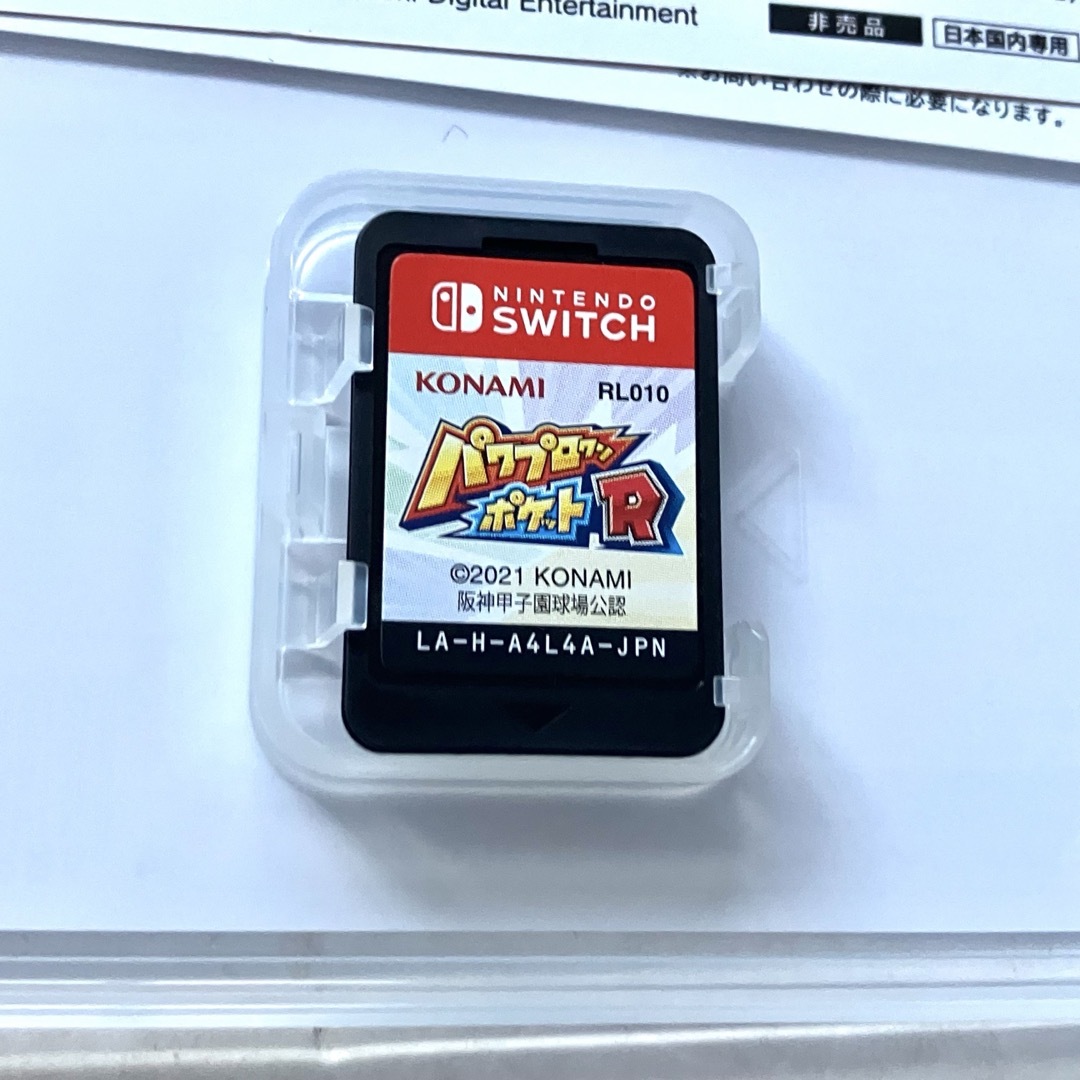 Digital Entertainment
非売品
日本国内専用
お問い合わせの際に必要になります。
NINTENDO
SWITCH
KONAMI RL010
パワプロクン
ポケットR
©2021 KONAMI
阪神甲子園球場公認
LA-H-A4L4A-JPN